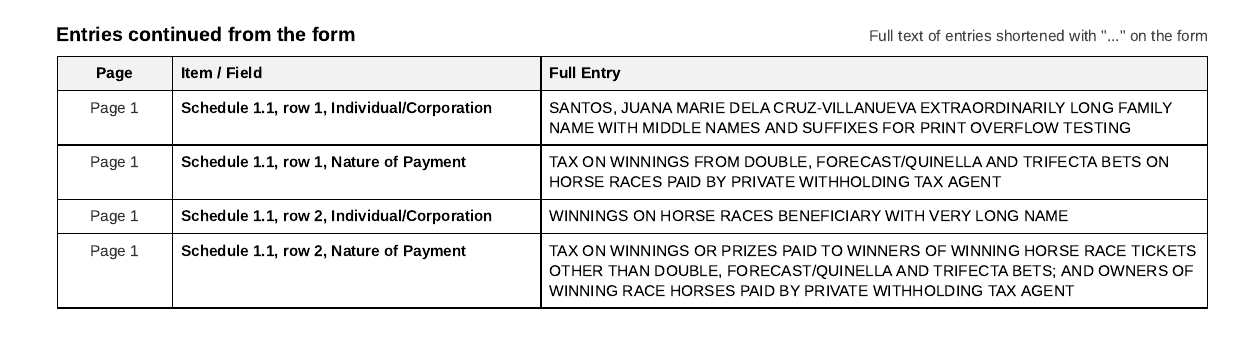 Entries continued from the form
Full text of entries shortened with "..." on the form
Page
Item / Field
Full Entry
Page 1
Schedule 1.1, row 1, Individual/Corporation
SANTOS, JUANA MARIE DELA CRUZ-VILLANUEVA EXTRAORDINARILY LONG FAMILY
NAME WITH MIDDLE NAMES AND SUFFIXES FOR PRINT OVERFLOW TESTING
Page 1
Schedule 1.1, row 1, Nature of Payment
TAX ON WINNINGS FROM DOUBLE, FORECAST/QUINELLA AND TRIFECTA BETS ON
HORSE RACES PAID BY PRIVATE WITHHOLDING TAX AGENT
Page 1
Schedule 1.1, row 2, Individual/Corporation
WINNINGS ON HORSE RACES BENEFICIARY WITH VERY LONG NAME
Page 1
Schedule 1.1, row 2, Nature of Payment
TAX ON WINNINGS OR PRIZES PAID TO WINNERS OF WINNING HORSE RACE TICKETS
OTHER THAN DOUBLE, FORECAST/QUINELLA AND TRIFECTA BETS; AND OWNERS OF
WINNING RACE HORSES PAID BY PRIVATE WITHHOLDING TAX AGENT